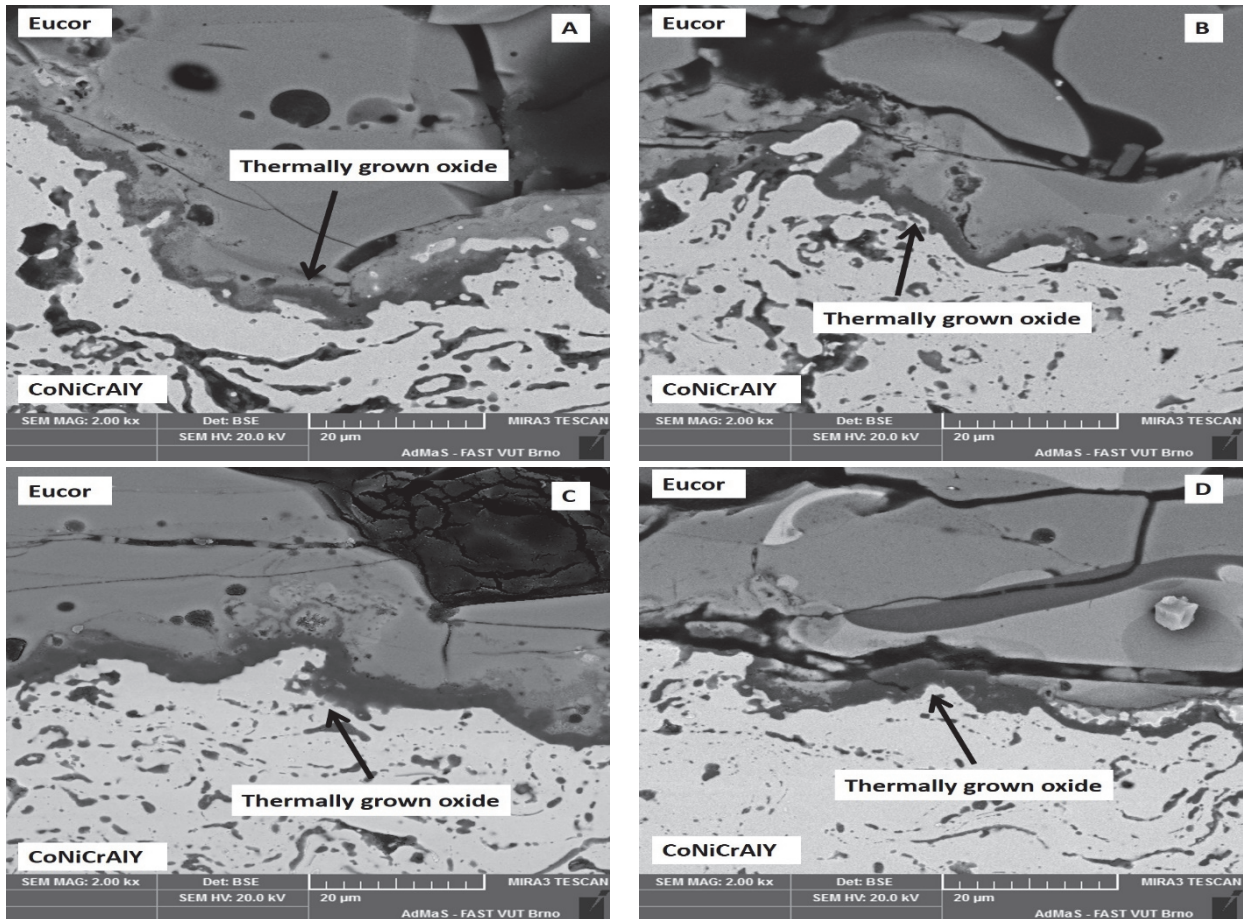 Eucor
A
Thermally grown oxide
CoNiCrAlY
SEM MAG: 2.00 kx
Det: BSE
MIRA3 TESCAN
SEM HV: 20.0 kV
20 µm
AdMaS - FAST VUT Brno
Eucor
B
Thermally grown oxide
CoNiCrAlY
SEM MAG: 2.00 kx
Det: BSE
MIRA3 TESCAN
SEM HV: 20.0 kV
20 µm
AdMaS - FAST VUT Brno
Eucor
C
Thermally grown oxide
CoNiCrAlY
SEM MAG: 2.00 kx
Det: BSE
MIRA3 TESCAN
SEM HV: 20.0 kV
20 µm
AdMaS - FAST VUT Brno
Eucor
D
Thermally grown oxide
CoNiCrAlY
SEM MAG: 2.00 kx
Det: BSE
MIRA3 TESCAN
SEM HV: 20.0 kV
20 µm
AdMaS - FAST VUT Brno